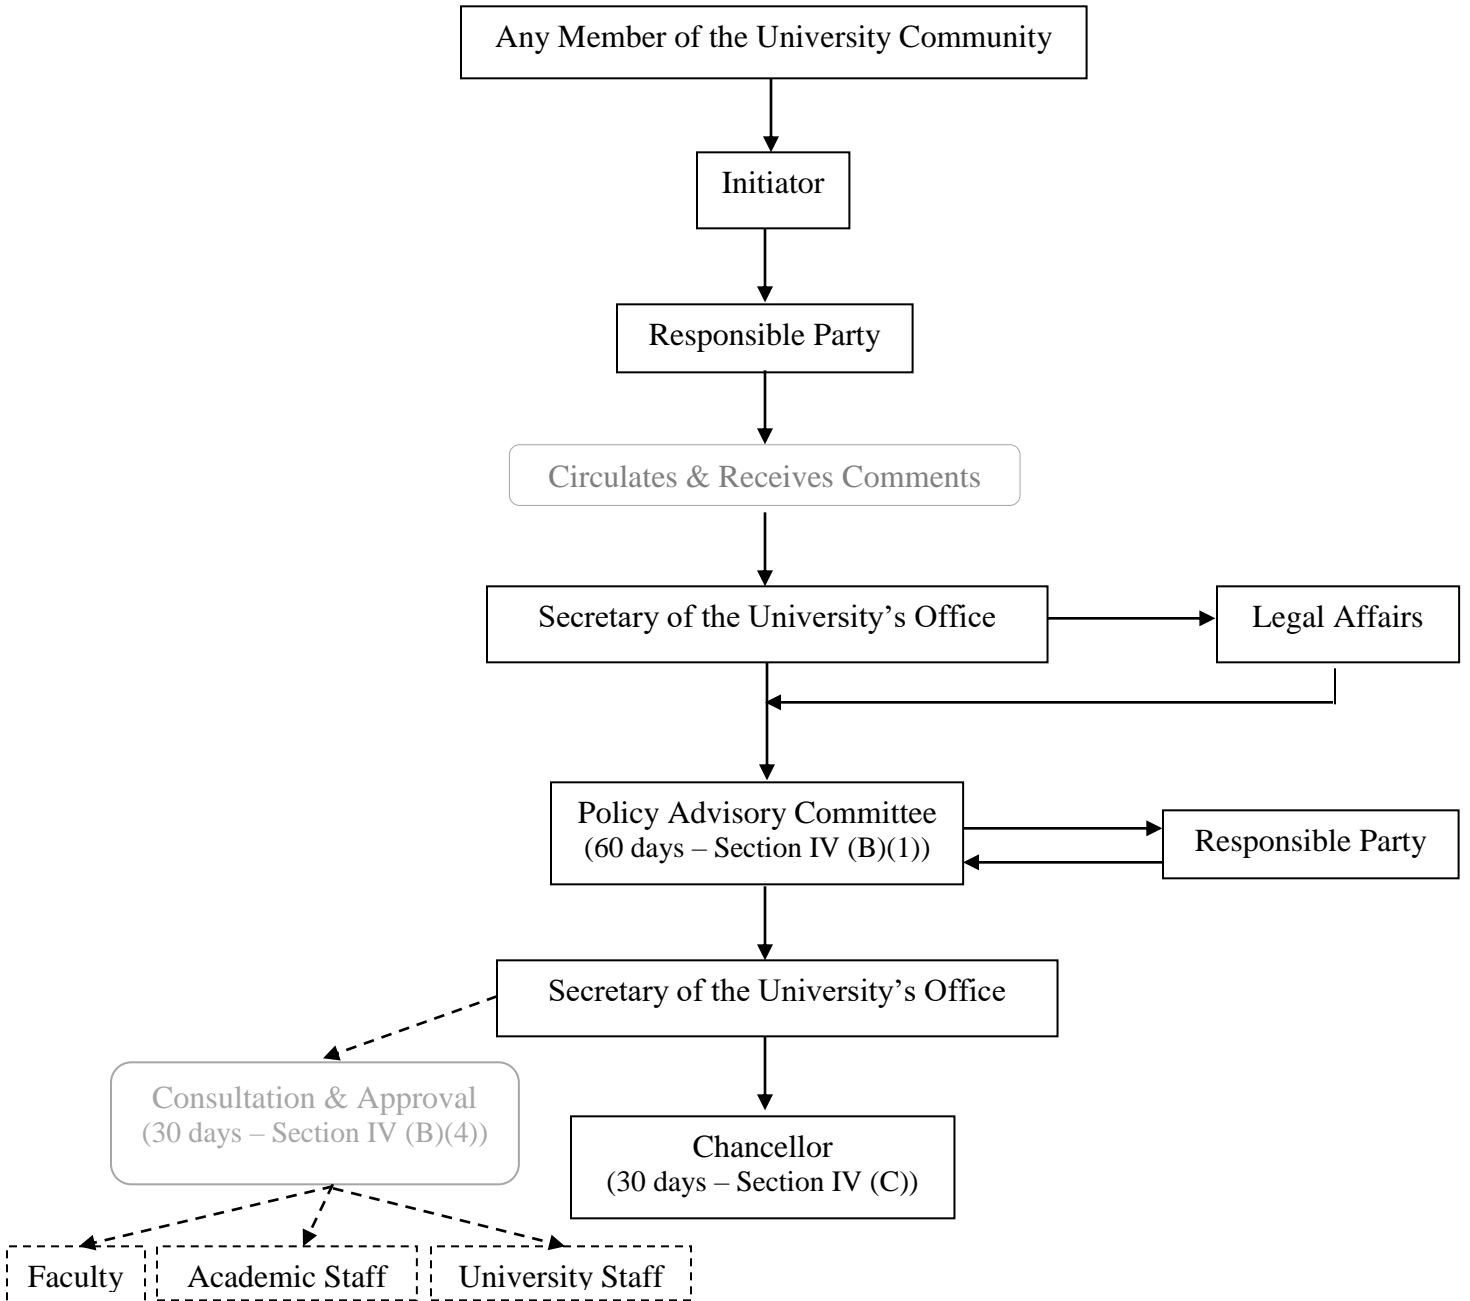 Any Member of the University Community
Initiator
Responsible Party
Circulates & Receives Comments
Secretary of the University’s Office
Legal Affairs
Policy Advisory Committee
(60 days – Section IV (B)(1))
Responsible Party
Secretary of the University’s Office
Consultation & Approval
(30 days – Section IV (B)(4))
Chancellor
(30 days – Section IV (C))
Faculty
Academic Staff
University Staff